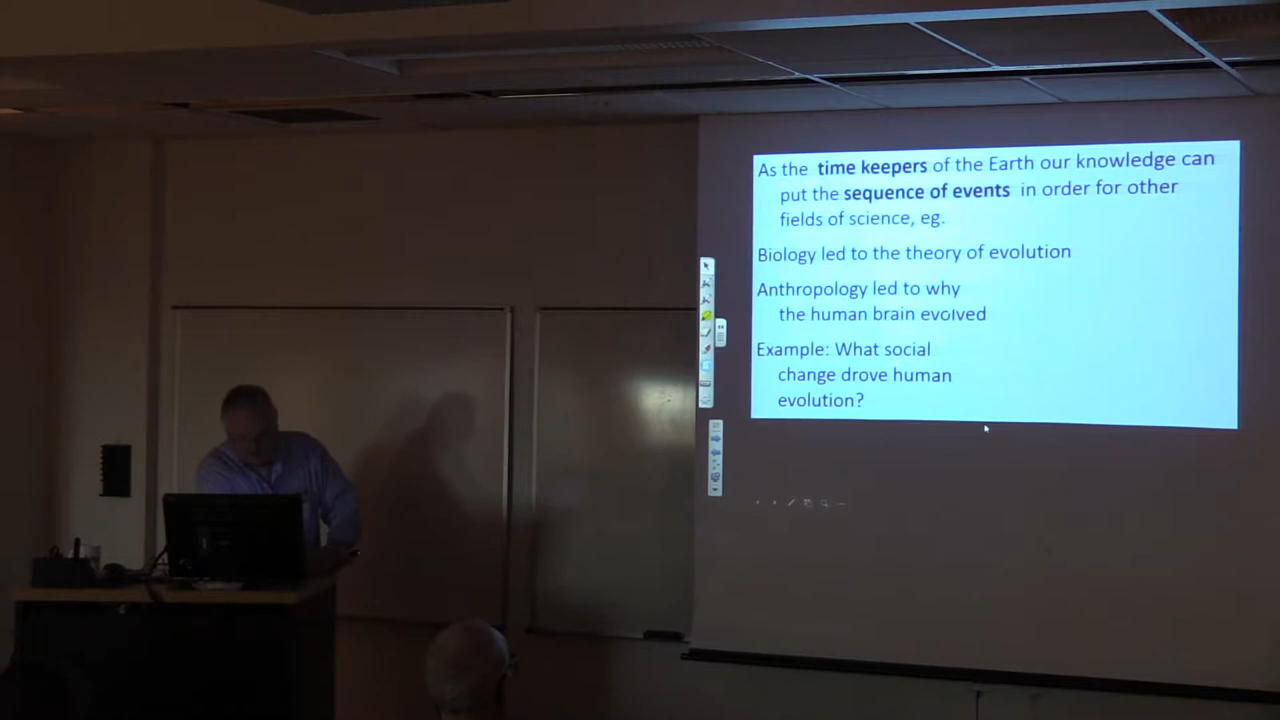 As the time keepers of the Earth our knowledge can
put the sequence of events in order for other
fields of science, eg.
Biology led to the theory of evolution
Anthropology led to why
the human brain evolved
Example: What social
change drove human
evolution?